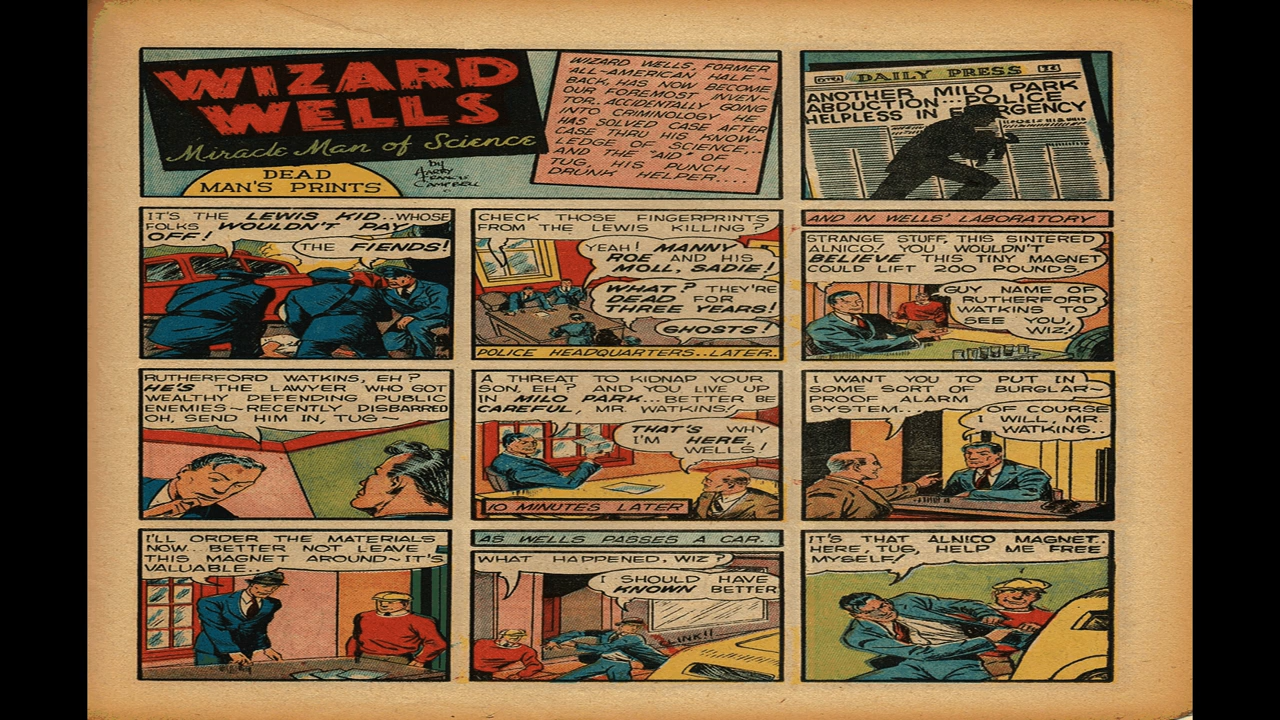 WIZARD
WELLS
Miracle Man of Science
DEAD
MAN'S PRINTS
by
HARRY
FRANCIS
CAMPBELL
WIZARD WELLS, FORMER
ALL-AMERICAN HALF-
BACK, HAS NOW BECOME
OUR FOREMOST INVEN-
TOR.. ACCIDENTALLY GOING
INTO CRIMINOLOGY HE
HAS SOLVED CASE AFTER
CASE THRU HIS KNOW-
LEDGE OF SCIENCE...
AND THE "AID" OF
TUG, HIS PUNCH-
DRUNK HELPER....
DAILY PRESS
ANOTHER MILO PARK
ABDUCTION---POLICE
HELPLESS IN EMERGENCY
IT'S THE LEWIS KID..WHOSE
FOLKS WOULDN'T PAY
OFF!
THE FIENDS!
CHECK THOSE FINGERPRINTS
FROM THE LEWIS KILLING?
YEAH! MANNY
ROE AND HIS
MOLL, SADIE!
WHAT? THEY'RE
DEAD FOR
THREE YEARS!
GHOSTS!
POLICE HEADQUARTERS..LATER..
AND IN WELLS' LABORATORY
STRANGE STUFF, THIS SINTERED
ALNICO! YOU WOULDN'T
BELIEVE THIS TINY MAGNET
COULD LIFT 200 POUNDS.
GUY NAME OF
RUTHERFORD
WATKINS TO
SEE YOU,
WIZ!
RUTHERFORD WATKINS, EH?
HE'S THE LAWYER WHO GOT
WEALTHY DEFENDING PUBLIC
ENEMIES~RECENTLY DISBARRED
OH, SEND HIM IN, TUG~
A THREAT TO KIDNAP YOUR
SON, EH? AND YOU LIVE UP
IN MILO PARK...BETTER BE
CAREFUL, MR. WATKINS!
THAT'S WHY
I'M HERE,
WELLS!
10 MINUTES LATER
I WANT YOU TO PUT IN
SOME SORT OF BURGLAR~
PROOF ALARM
SYSTEM...
OF COURSE
I WILL, MR.
WATKINS..
I'LL ORDER THE MATERIALS
NOW.. BETTER NOT LEAVE
THIS MAGNET AROUND~IT'S
VALUABLE..
AS WELLS PASSES A CAR..
WHAT HAPPENED, WIZ?
I SHOULD HAVE
KNOWN BETTER
CLINK!!
IT'S THAT ALNICO MAGNET.
HERE, TUG, HELP ME FREE
MYSELF!